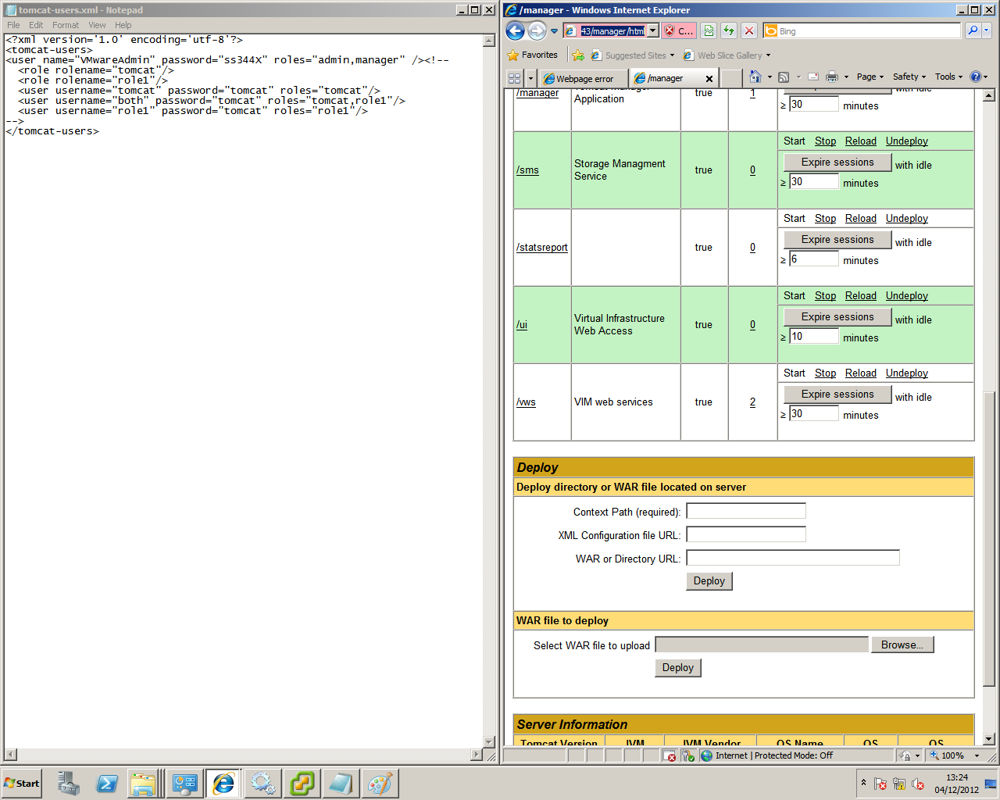 tomcat-users.xml - Notepad
File Edit Format View Help
<?xml version='1.0' encoding='utf-8'?>
<tomcat-users>
<user name="VMwareAdmin" password="ss344X" roles="admin,manager" /><!--
<role rolename="tomcat"/>
<role rolename="role1"/>
<user username="tomcat" password="tomcat" roles="tomcat"/>
<user username="both" password="tomcat" roles="tomcat,role1"/>
<user username="role1" password="tomcat" roles="role1"/>
-->
</tomcat-users>
/manager - Windows Internet Explorer
43/manager/html
C...
Bing
Favorites
Suggested Sites
Web Slice Gallery
Webpage error
/manager
Page Safety Tools
/manager
Application
true
1
≥ 30 minutes
/sms
Storage Managment
Service
true
0
Start Stop Reload Undeploy
Expire sessions with idle
≥ 30 minutes
/statsreport
true
0
Start Stop Reload Undeploy
Expire sessions with idle
≥ 6 minutes
/ui
Virtual Infrastructure
Web Access
true
0
Start Stop Reload Undeploy
Expire sessions with idle
≥ 10 minutes
/vws
VIM web services
true
2
Start Stop Reload Undeploy
Expire sessions with idle
≥ 30 minutes
Deploy
Deploy directory or WAR file located on server
Context Path (required):
XML Configuration file URL:
WAR or Directory URL:
Deploy
WAR file to deploy
Select WAR file to upload Browse...
Deploy
Server Information
Tomcat Version JVM JVM Vendor OS Name OS OS
Internet | Protected Mode: Off
100%
Start
13:24
04/12/2012